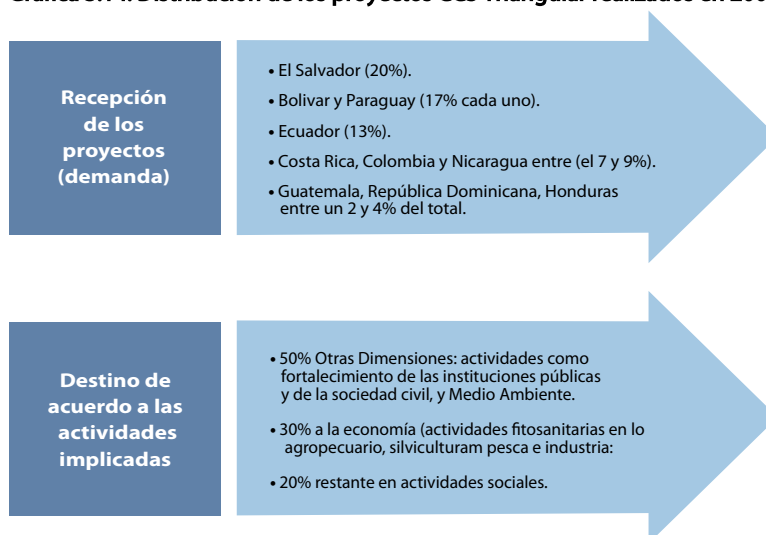 Recepción
de los
proyectos
(demanda)
• El Salvador (20%).
• Bolivar y Paraguay (17% cada uno).
• Ecuador (13%).
• Costa Rica, Colombia y Nicaragua entre (el 7 y 9%).
• Guatemala, República Dominicana, Honduras
entre un 2 y 4% del total.
Destino de
acuerdo a las
actividades
implicadas
• 50% Otras Dimensiones: actividades como
fortalecimiento de las instituciones públicas
y de la sociedad civil, y Medio Ambiente.
• 30% a la economía (actividades fitosanitarias en lo
agropecuario, silviculturam pesca e industria:
• 20% restante en actividades sociales.